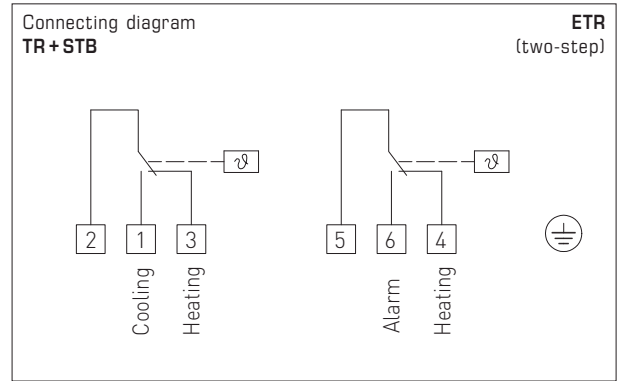 Connecting diagram
TR+STB
ETR
(two-step)
ϑ
ϑ
2 1 3
5 6 4
Cooling
Heating
Alarm
Heating